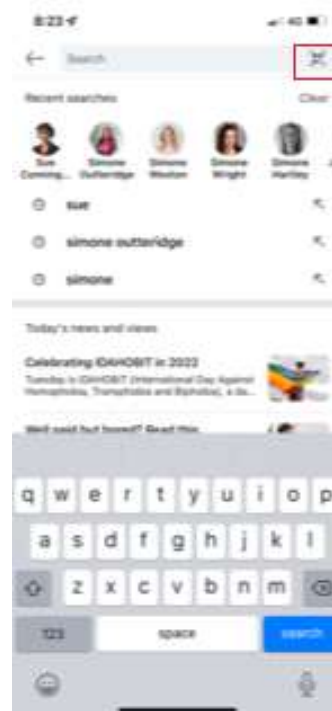 8:23 4G
Search
Recent searches Clear
Sue Cunning... Simone Outteridge Simone Weston Simone Wright Simone Hartley
sue
simone outteridge
simone
Today's news and views
Celebrating IDAHOBIT in 2022
Tuesday is IDAHOBIT (International Day Against
Homophobia, Transphobia and Biphobia), a da...
Well said but bored? Read this
q w e r t y u i o p
a s d f g h j k l
z x c v b n m
123 space search